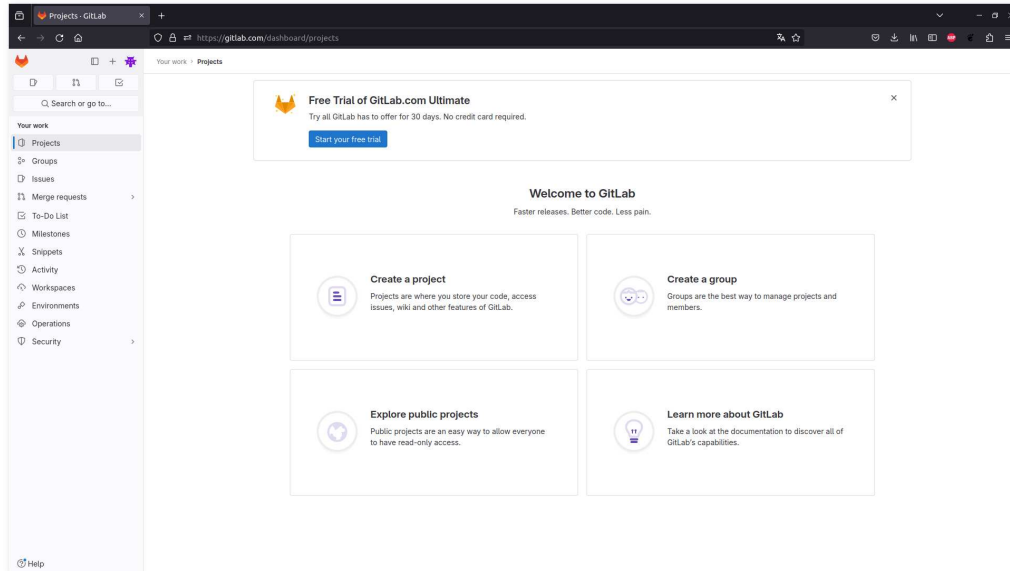 Projects · GitLab
https://gitlab.com/dashboard/projects
Your work › Projects
Search or go to...
Your work
Projects
Groups
Issues
Merge requests
To-Do List
Milestones
Snippets
Activity
Workspaces
Environments
Operations
Security
Help
Free Trial of GitLab.com Ultimate
Try all GitLab has to offer for 30 days. No credit card required.
Start your free trial
Welcome to GitLab
Faster releases. Better code. Less pain.
Create a project
Projects are where you store your code, access
issues, wiki and other features of GitLab.
Create a group
Groups are the best way to manage projects and
members.
Explore public projects
Public projects are an easy way to allow everyone
to have read-only access.
Learn more about GitLab
Take a look at the documentation to discover all of
GitLab's capabilities.